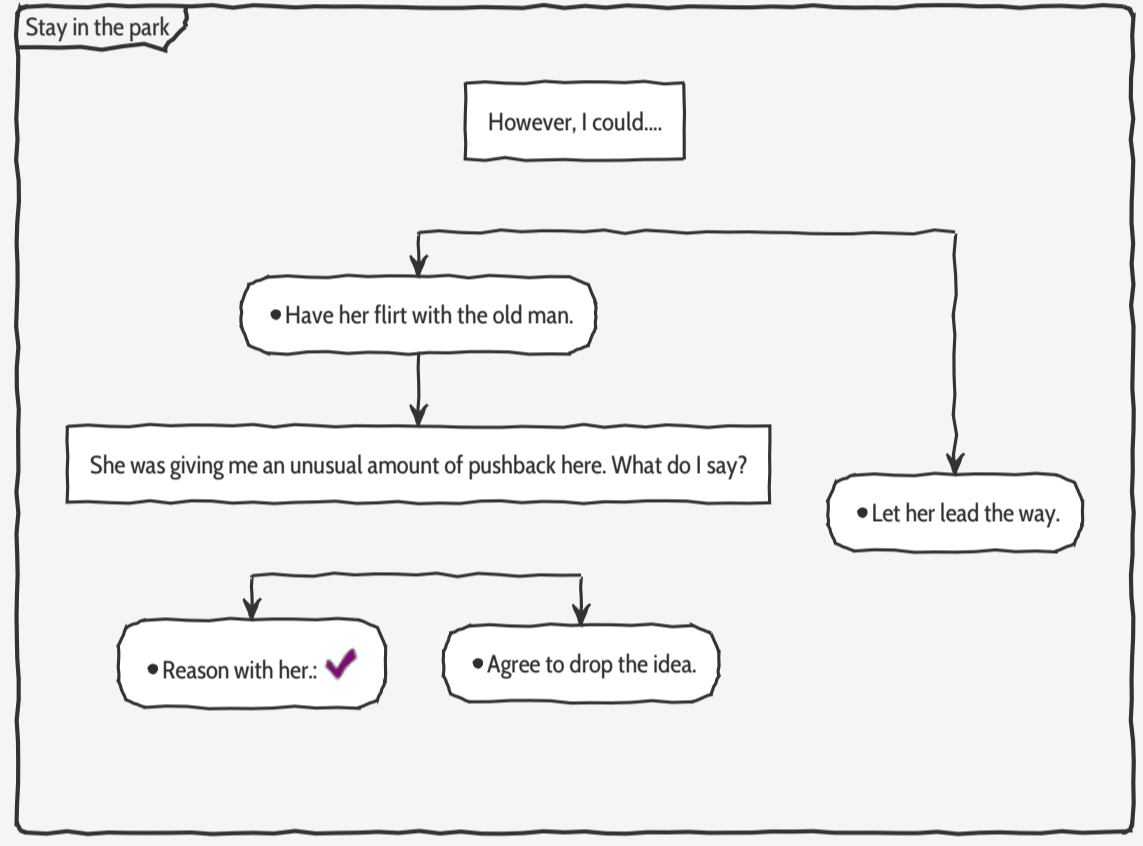 Stay in the park
However, I could....
•Have her flirt with the old man.
She was giving me an unusual amount of pushback here. What do I say?
•Let her lead the way.
•Reason with her.:
•Agree to drop the idea.